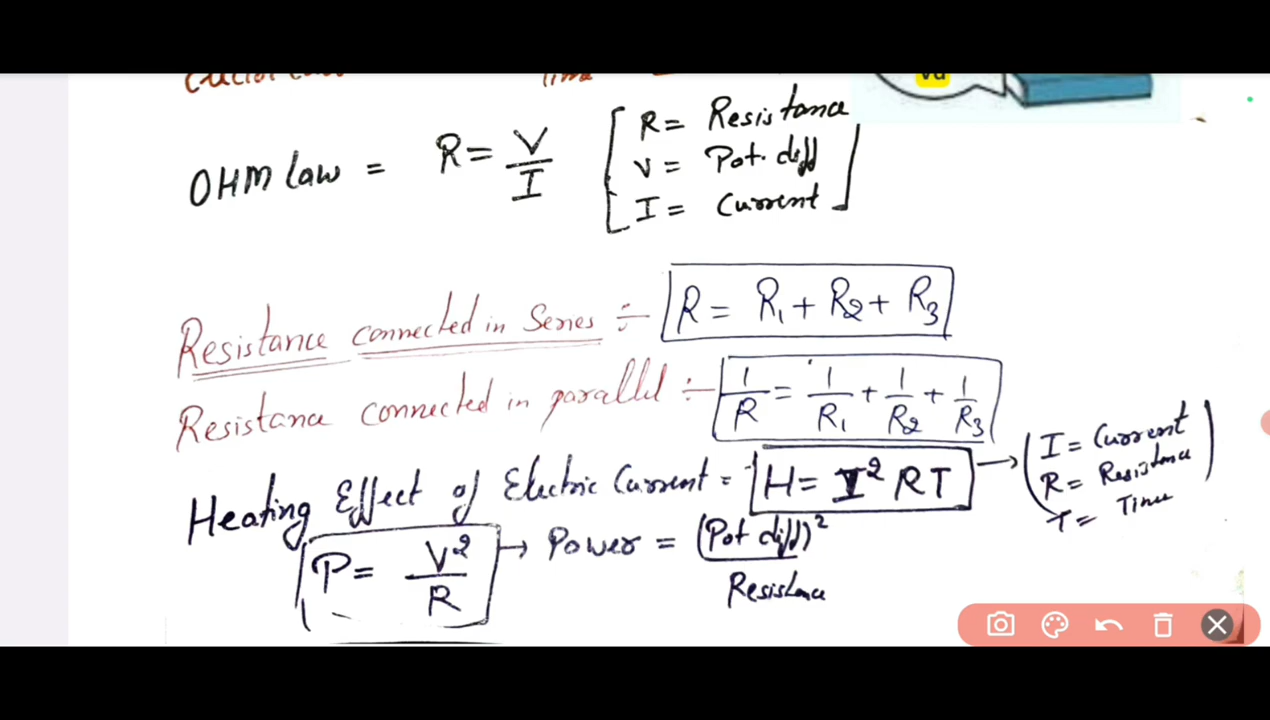 OHM Law = R = V/I [ R = Resistance
V = Pot. diff
I = Current ]
Resistance connected in Series ÷ R = R₁ + R₂ + R₃
Resistance connected in parallel ÷ 1/R = 1/R₁ + 1/R₂ + 1/R₃
Heating Effect of Electric Current = H = I² RT → ( I = Current
R = Resistance
T = Time )
P = V²/R → Power = (Pot diff)²/Resistance